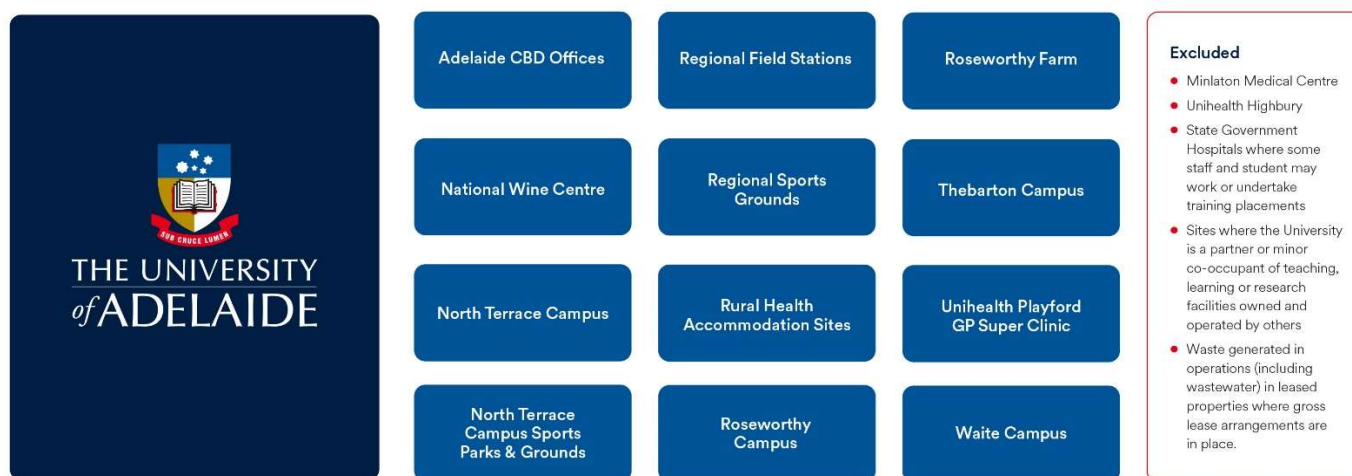 SUB CRUCE LUMEN
THE UNIVERSITY
of ADELAIDE
Adelaide CBD Offices
Regional Field Stations
Roseworthy Farm
National Wine Centre
Regional Sports
Grounds
Thebarton Campus
North Terrace Campus
Rural Health
Accommodation Sites
Unihealth Playford
GP Super Clinic
North Terrace
Campus Sports
Parks & Grounds
Roseworthy
Campus
Waite Campus
Excluded
• Minlaton Medical Centre
• Unihealth Highbury
• State Government
Hospitals where some
staff and student may
work or undertake
training placements
• Sites where the University
is a partner or minor
co-occupant of teaching,
learning or research
facilities owned and
operated by others
• Waste generated in
operations (including
wastewater) in leased
properties where gross
lease arrangements are
in place.